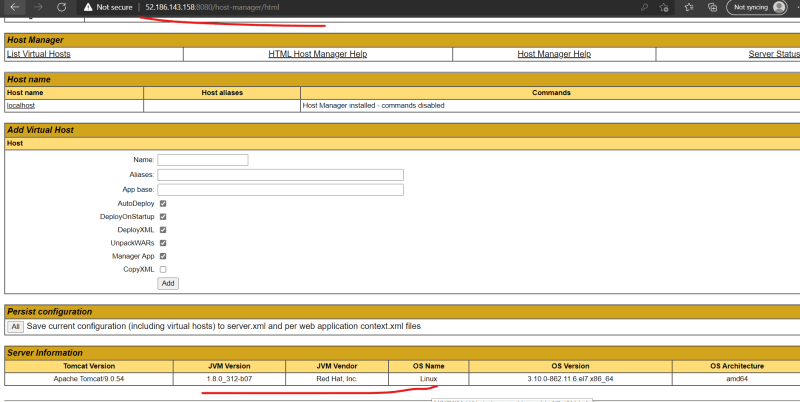 Not secure | 52.186.143.158:8080/host-manager/html Not syncing
Host Manager
List Virtual Hosts HTML Host Manager Help Host Manager Help Server Status
Host name
Host name Host aliases Commands
localhost Host Manager installed - commands disabled
Add Virtual Host
Host
Name:
Aliases:
App base:
AutoDeploy
DeployOnStartup
DeployXML
UnpackWARs
Manager App
CopyXML
Add
Persist configuration
All Save current configuration (including virtual hosts) to server.xml and per web application context.xml files
Server Information
Tomcat Version JVM Version JVM Vendor OS Name OS Version OS Architecture
Apache Tomcat/9.0.54 1.8.0_312-b07 Red Hat, Inc. Linux 3.10.0-862.11.6.el7.x86_64 amd64